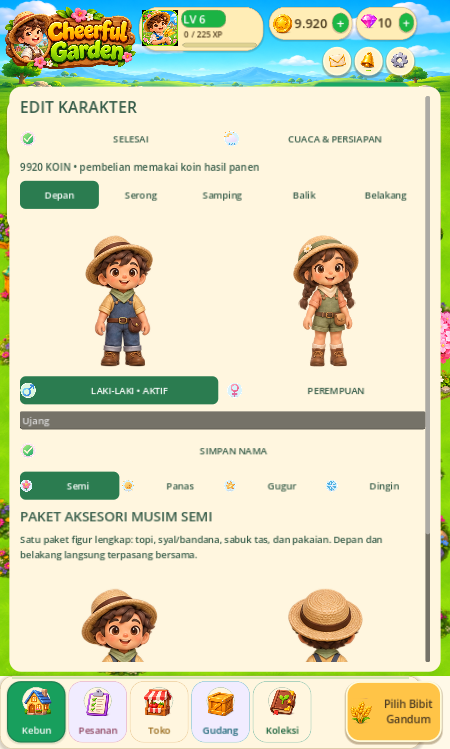 Cheerful
Garden
LV 6
0 / 225 XP
9.920
+
10
+
EDIT KARAKTER
SELESAI
CUACA & PERSIAPAN
9920 KOIN • pembelian memakai koin hasil panen
Depan
Serong
Samping
Balik
Belakang
LAKI-LAKI • AKTIF
PEREMPUAN
Ujang
SIMPAN NAMA
Semi
Panas
Gugur
Dingin
PAKET AKSESORI MUSIM SEMI
Satu paket figur lengkap: topi, syal/bandana, sabuk tas, dan pakaian. Depan dan
belakang langsung terpasang bersama.
Kebun
Pesanan
Toko
Gudang
Koleksi
Pilih Bibit
Gandum